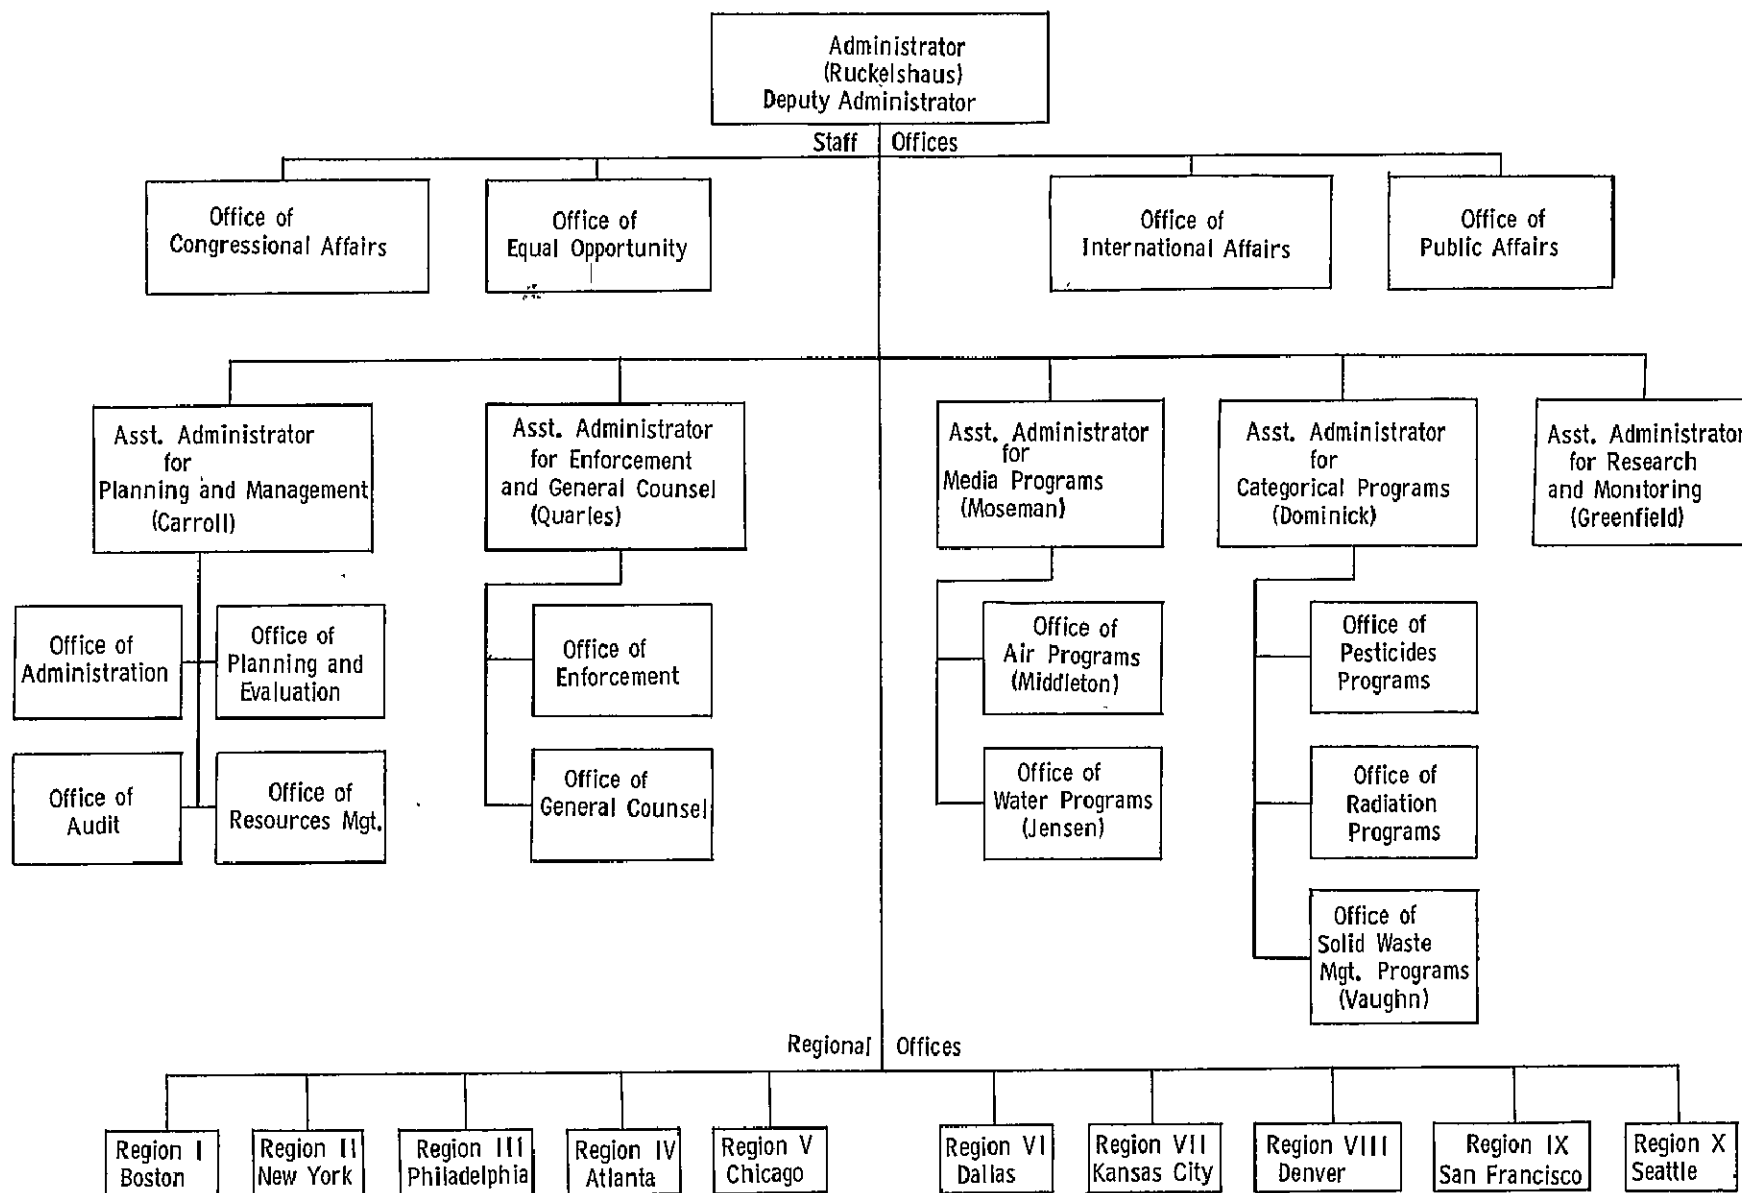 Administrator
(Ruckelshaus)
Deputy Administrator
Staff Offices
Office of
Congressional Affairs
Office of
Equal Opportunity
Office of
International Affairs
Office of
Public Affairs
Asst. Administrator
for
Planning and Management
(Carroll)
Asst. Administrator
for Enforcement
and General Counsel
(Quarles)
Asst. Administrator
for
Media Programs
(Moseman)
Asst. Administrator
for
Categorical Programs
(Dominick)
Asst. Administrator
for Research
and Monitoring
(Greenfield)
Office of
Administration
Office of
Planning and
Evaluation
Office of
Audit
Office of
Resources Mgt.
Office of
Enforcement
Office of
General Counsel
Office of
Air Programs
(Middleton)
Office of
Water Programs
(Jensen)
Office of
Pesticides
Programs
Office of
Radiation
Programs
Office of
Solid Waste
Mgt. Programs
(Vaughn)
Regional Offices
Region I
Boston
Region II
New York
Region III
Philadelphia
Region IV
Atlanta
Region V
Chicago
Region VI
Dallas
Region VII
Kansas City
Region VIII
Denver
Region IX
San Francisco
Region X
Seattle